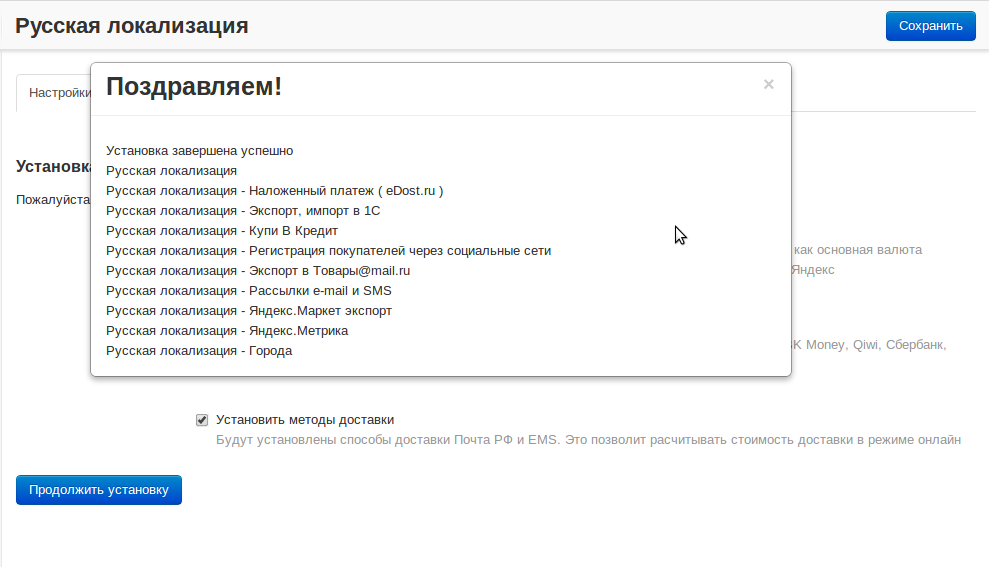 Русская локализация
Сохранить
Настройки
Поздравляем!
×
Установка завершена успешно
Русская локализация
Русская локализация - Наложенный платеж ( eDost.ru )
Русская локализация - Экспорт, импорт в 1С
Русская локализация - Купи В Кредит
Русская локализация - Регистрация покупателей через социальные сети
Русская локализация - Экспорт в Товары@mail.ru
Русская локализация - Рассылки e-mail и SMS
Русская локализация - Яндекс.Маркет экспорт
Русская локализация - Яндекс.Метрика
Русская локализация - Города
Установка
Пожалуйста
как основная валюта
Яндекс
Money, Qiwi, Сбербанк,
Установить методы доставки
Будут установлены способы доставки Почта РФ и EMS. Это позволит расчитывать стоимость доставки в режиме онлайн
Продолжить установку